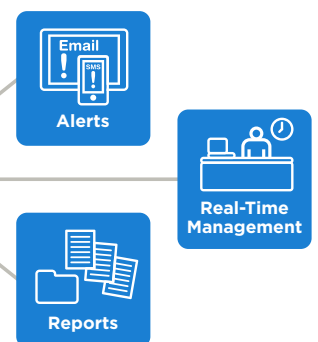 Email
SMS
Alerts
Real-Time
Management
Reports